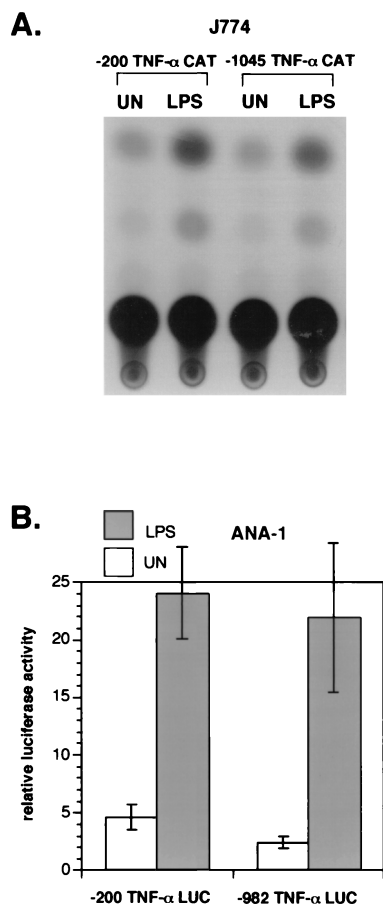 A.
J774
-200 TNF-α CAT -1045 TNF-α CAT
UN LPS UN LPS
B.
LPS
UN
ANA-1
relative luciferase activity
25
20
15
10
5
0
-200 TNF-α LUC -982 TNF-α LUC